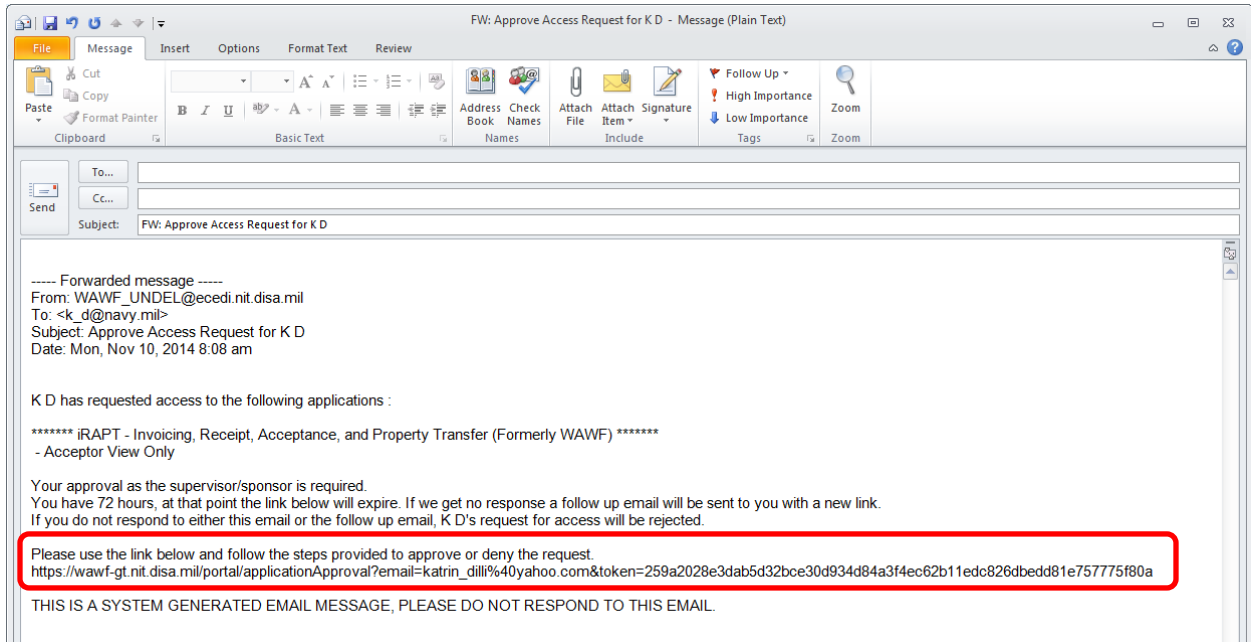 FW: Approve Access Request for K D - Message (Plain Text)
File Message Insert Options Format Text Review
Cut
Copy
Format Painter
Paste
Clipboard
B I U
Basic Text
Address Book
Check Names
Names
Attach File
Attach Item
Signature
Include
Follow Up
High Importance
Low Importance
Tags
Zoom
Zoom
Send
To...
Cc...
Subject: FW: Approve Access Request for K D
----- Forwarded message -----
From: WAWF_UNDEL@ecedi.nit.disa.mil
To: <k_d@navy.mil>
Subject: Approve Access Request for K D
Date: Mon, Nov 10, 2014 8:08 am
K D has requested access to the following applications :
******* iRAPT - Invoicing, Receipt, Acceptance, and Property Transfer (Formerly WAWF) *******
- Acceptor View Only
Your approval as the supervisor/sponsor is required.
You have 72 hours, at that point the link below will expire. If we get no response a follow up email will be sent to you with a new link.
If you do not respond to either this email or the follow up email, K D's request for access will be rejected.
Please use the link below and follow the steps provided to approve or deny the request.
https://wawf-gt.nit.disa.mil/portal/applicationApproval?email=katrin_dilli%40yahoo.com&token=259a2028e3dab5d32bce30d934d84a3f4ec62b11edc826dbedd81e757775f80a
THIS IS A SYSTEM GENERATED EMAIL MESSAGE, PLEASE DO NOT RESPOND TO THIS EMAIL.